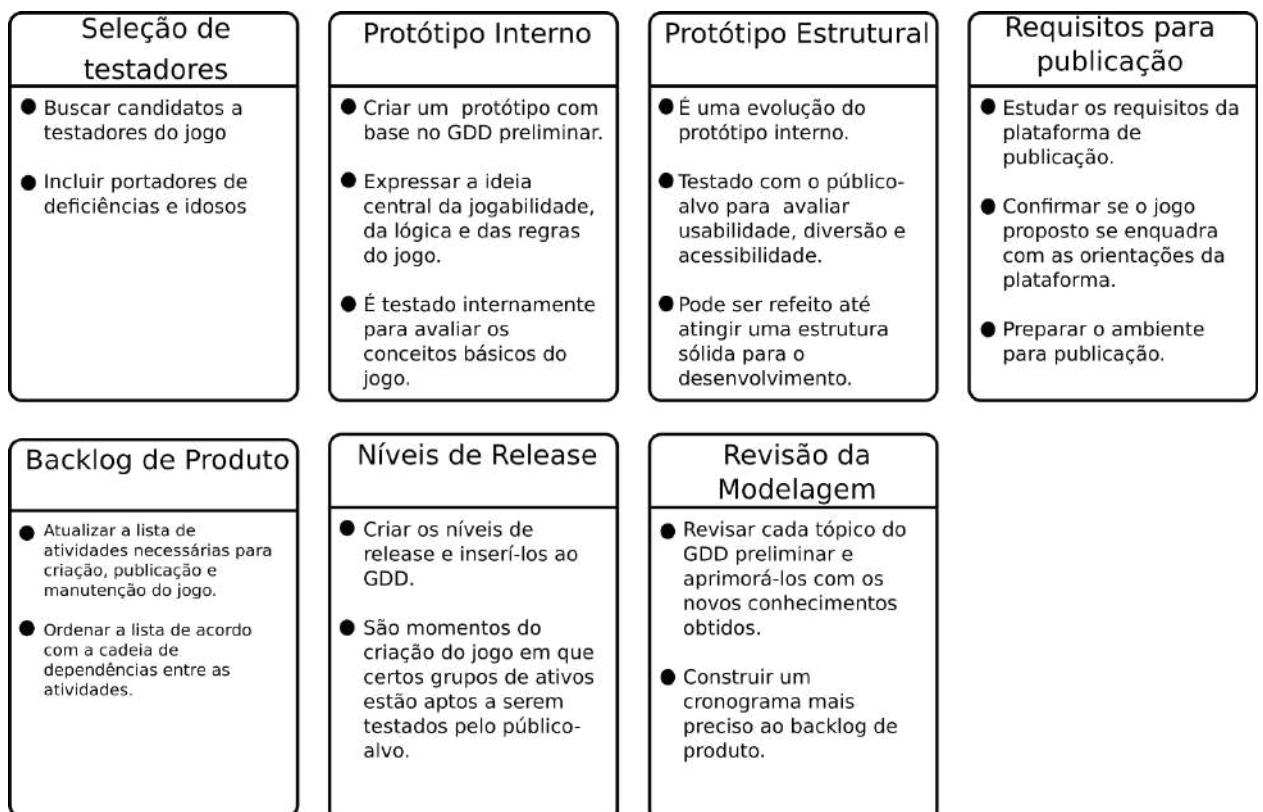 Seleção de
testadores
● Buscar candidatos a
testadores do jogo
● Incluir portadores de
deficiências e idosos
Protótipo Interno
● Criar um protótipo com
base no GDD preliminar.
● Expressar a ideia
central da jogabilidade,
da lógica e das regras
do jogo.
● É testado internamente
para avaliar os
conceitos básicos do
jogo.
Protótipo Estrutural
● É uma evolução do
protótipo interno.
● Testado com o público-
alvo para avaliar
usabilidade, diversão e
acessibilidade.
● Pode ser refeito até
atingir uma estrutura
sólida para o
desenvolvimento.
Requisitos para
publicação
● Estudar os requisitos da
plataforma de
publicação.
● Confirmar se o jogo
proposto se enquadra
com as orientações da
plataforma.
● Preparar o ambiente
para publicação.
Backlog de Produto
● Atualizar a lista de
atividades necessárias para
criação, publicação e
manutenção do jogo.
● Ordenar a lista de acordo
com a cadeia de
dependências entre as
atividades.
Níveis de Release
● Criar os níveis de
release e inserí-los ao
GDD.
● São momentos do
criação do jogo em que
certos grupos de ativos
estão aptos a serem
testados pelo público-
alvo.
Revisão da
Modelagem
● Revisar cada tópico do
GDD preliminar e
aprimorá-los com os
novos conhecimentos
obtidos.
● Construir um
cronograma mais
preciso ao backlog de
produto.